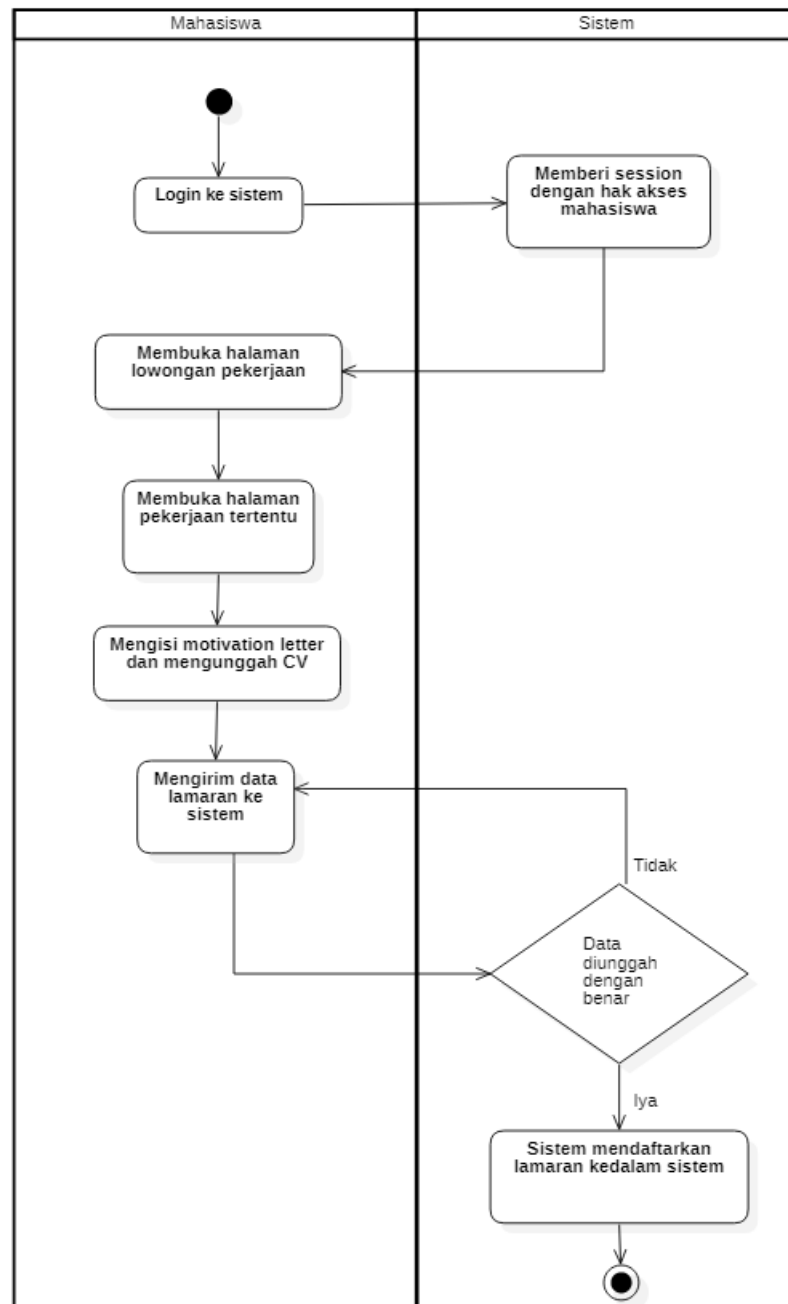 Mahasiswa
Sistem
Login ke sistem
Memberi session
dengan hak akses
mahasiswa
Membuka halaman
lowongan pekerjaan
Membuka halaman
pekerjaan tertentu
Mengisi motivation letter
dan mengunggah CV
Mengirim data
lamaran ke
sistem
Tidak
Data
diunggah
dengan
benar
Iya
Sistem mendaftarkan
lamaran kedalam sistem